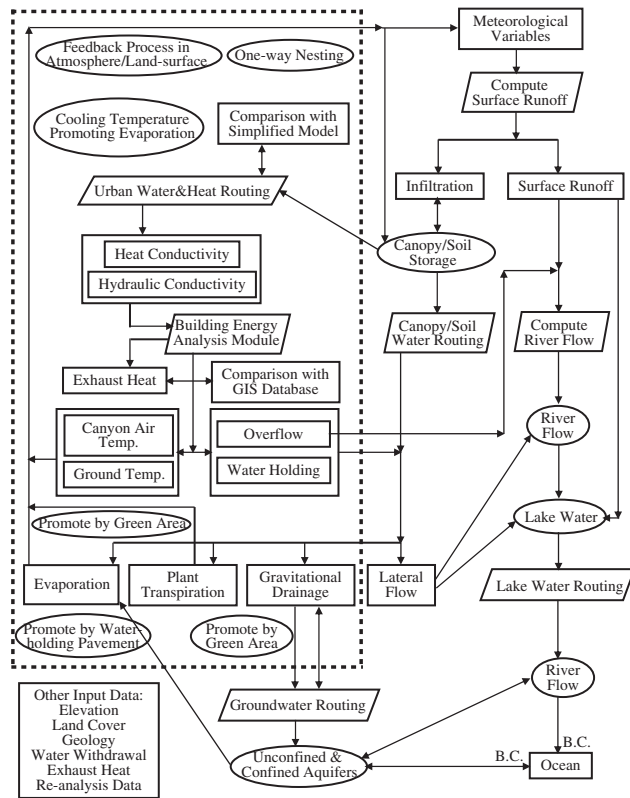 Feedback Process in
Atmosphere/Land-surface
One-way Nesting
Meteorological
Variables
Compute
Surface Runoff
Cooling Temperature
Promoting Evaporation
Comparison with
Simplified Model
Urban Water&Heat Routing
Infiltration
Surface Runoff
Heat Conductivity
Hydraulic Conductivity
Canopy/Soil
Storage
Building Energy
Analysis Module
Canopy/Soil
Water Routing
Compute
River Flow
Exhaust Heat
Comparison with
GIS Database
Canyon Air
Temp.
Ground Temp.
Overflow
Water Holding
River
Flow
Lake Water
Promote by Green Area
Evaporation
Plant
Transpiration
Gravitational
Drainage
Lateral
Flow
Lake Water Routing
Promote by Water-
holding Pavement
Promote by
Green Area
River
Flow
Other Input Data:
Elevation
Land Cover
Geology
Water Withdrawal
Exhaust Heat
Re-analysis Data
Groundwater Routing
Unconfined &
Confined Aquifers
B.C.
B.C.
Ocean